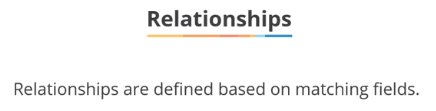 Relationships
Relationships are defined based on matching fields.